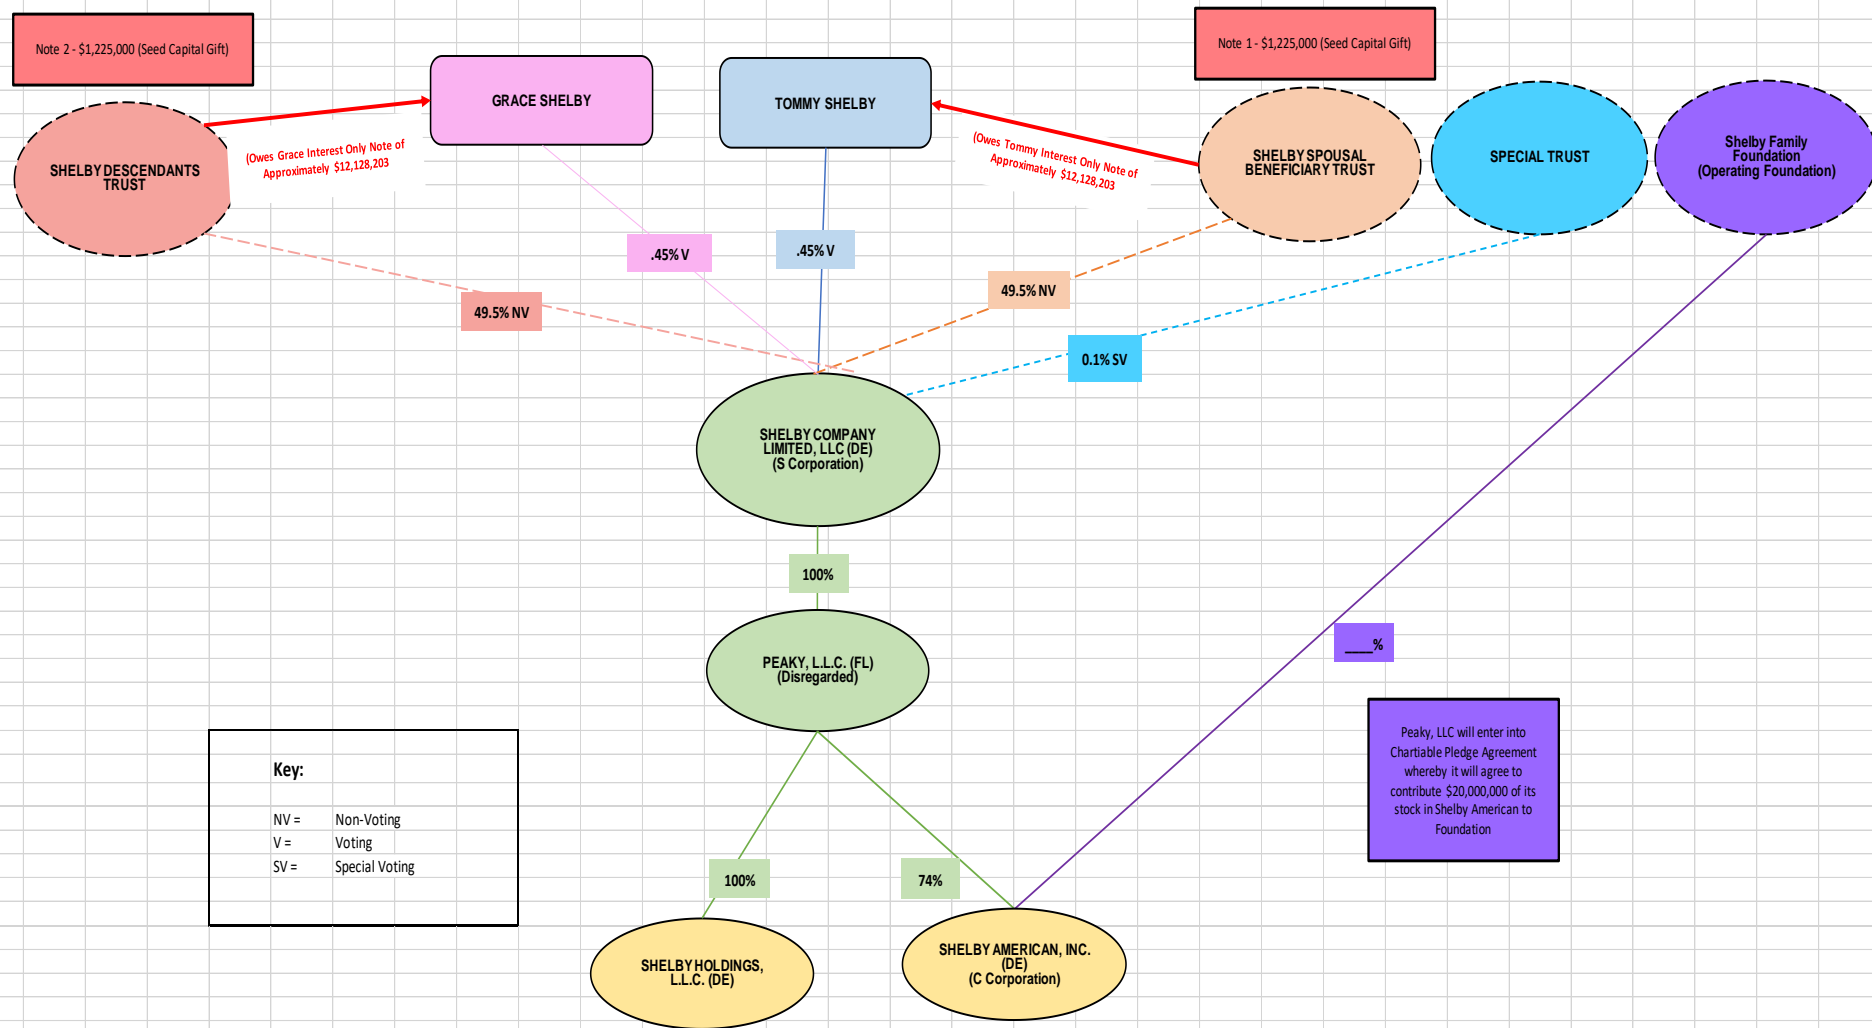 Note 2 - $1,225,000 (Seed Capital Gift)
Note 1 - $1,225,000 (Seed Capital Gift)
GRACE SHELBY
TOMMY SHELBY
SHELBY DESCENDANTS
TRUST
(Owes Grace Interest Only Note of
Approximately $12,128,203
(Owes Tommy Interest Only Note of
Approximately $12,128,203
SHELBY SPOUSAL
BENEFICIARY TRUST
SPECIAL TRUST
Shelby Family
Foundation
(Operating Foundation)
.45% V
.45% V
49.5% NV
49.5% NV
0.1% SV
SHELBY COMPANY
LIMITED, LLC (DE)
(S Corporation)
100%
PEAKY, L.L.C. (FL)
(Disregarded)
____%
Peaky, LLC will enter into
Chartiable Pledge Agreement
whereby it will agree to
contribute $20,000,000 of its
stock in Shelby American to
Foundation
Key:
NV = Non-Voting
V = Voting
SV = Special Voting
100%
74%
SHELBY HOLDINGS,
L.L.C. (DE)
SHELBY AMERICAN, INC.
(DE)
(C Corporation)